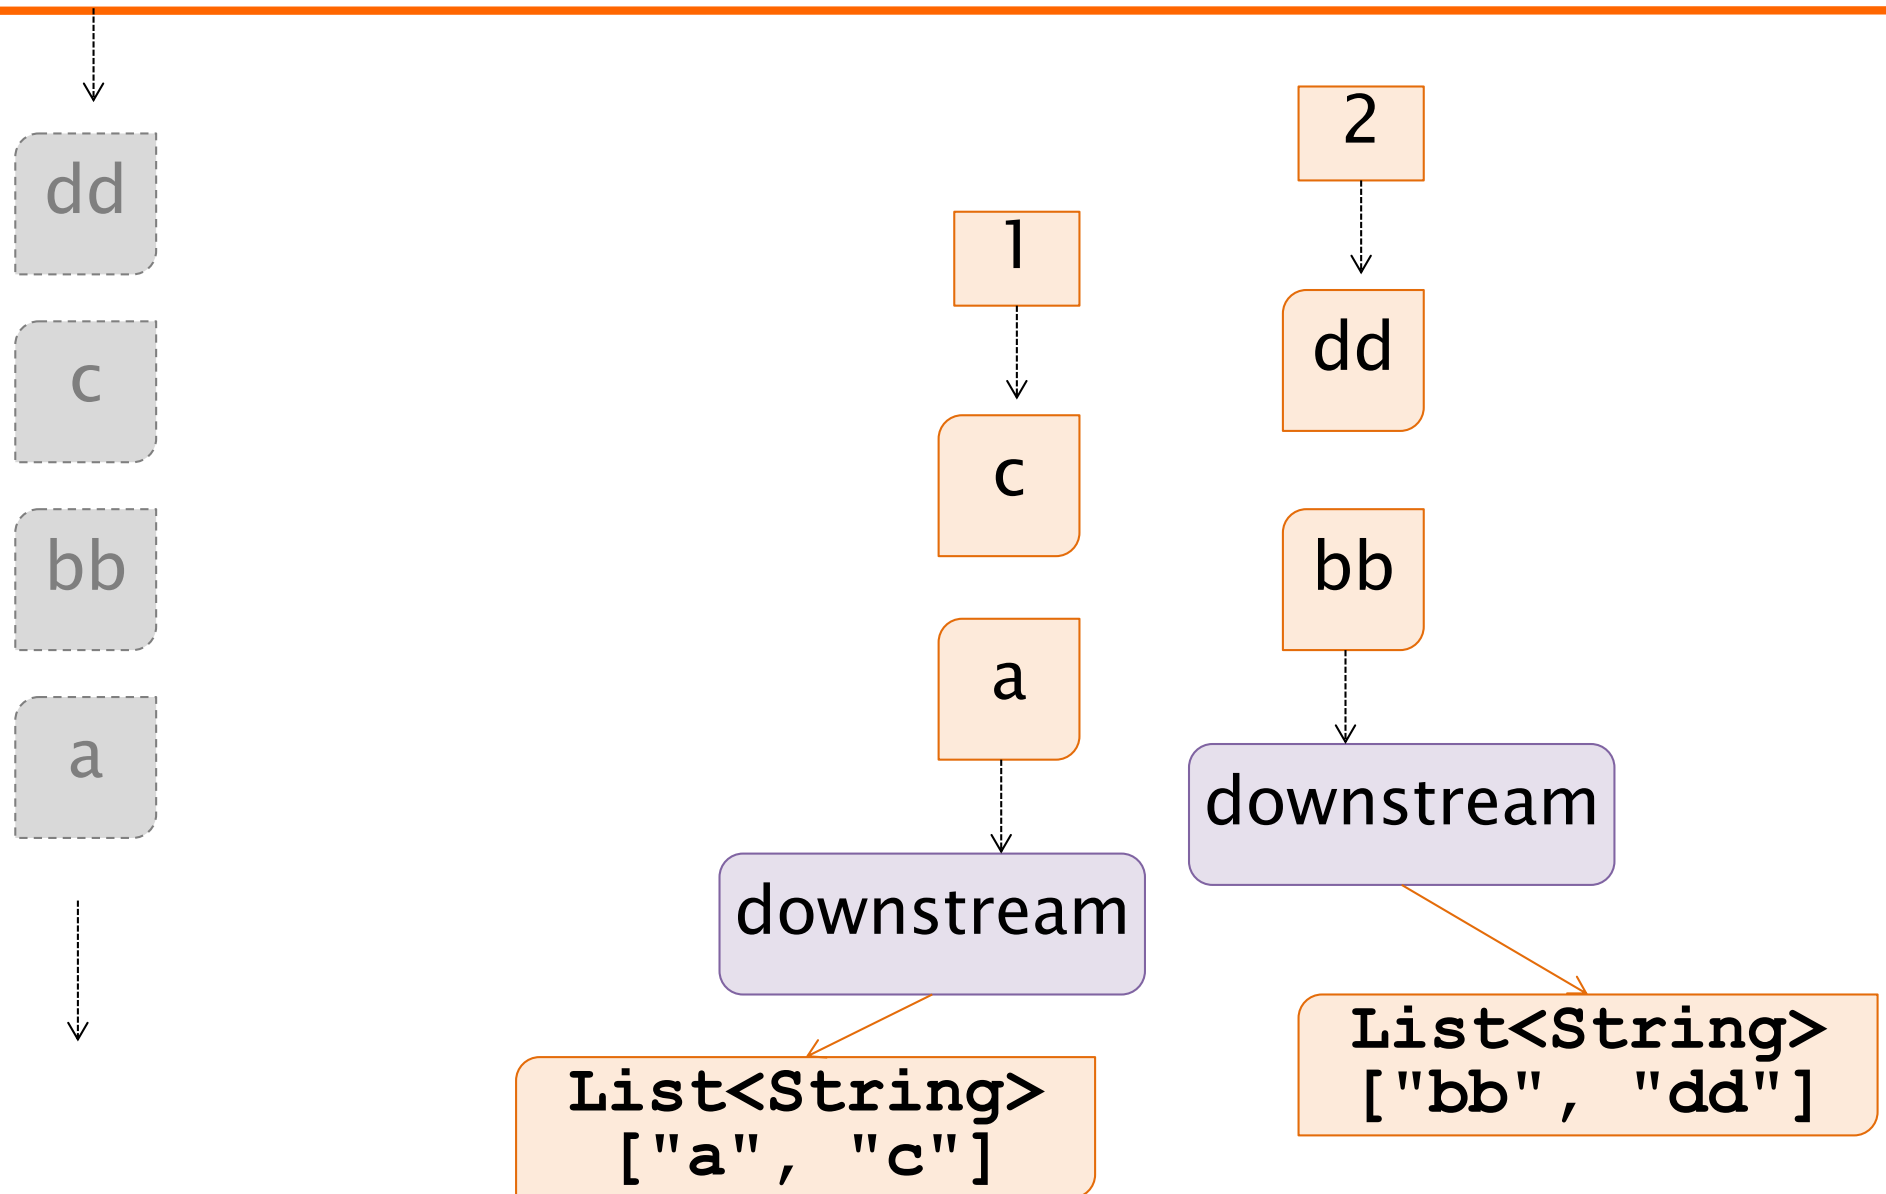 dd
c
bb
a
1
c
a
downstream
List<String>
["a", "c"]
2
dd
bb
downstream
List<String>
["bb", "dd"]